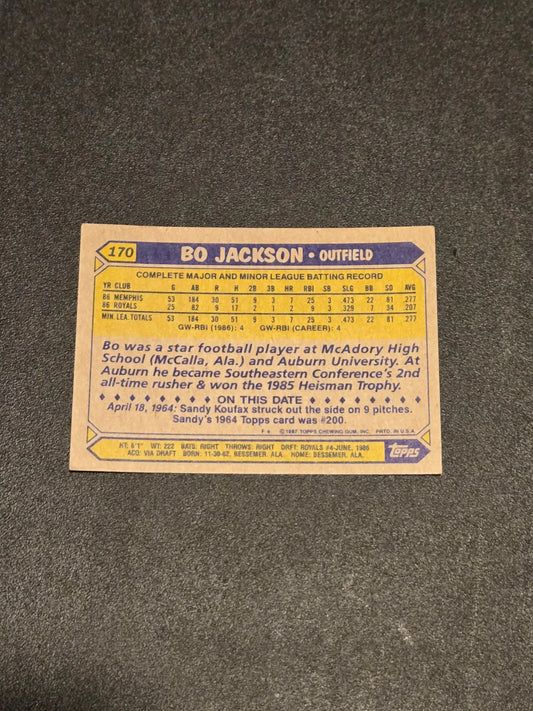 170 BO JACKSON • OUTFIELD
COMPLETE MAJOR AND MINOR LEAGUE BATTING RECORD
YR CLUB G AB R H 2B 3B HR RBI SB SLG BB SO AVG
86 MEMPHIS 53 184 30 51 9 3 7 25 3 .473 22 81 .277
86 ROYALS 25 82 9 17 2 1 2 9 3 .329 7 34 .207
MIN. LEA. TOTALS 53 184 30 51 9 3 7 25 3 .473 22 81 .277
GW-RBI (1986): 4 GW-RBI (CAREER): 4
Bo was a star football player at McAdory High
School (McCalla, Ala.) and Auburn University. At
Auburn he became Southeastern Conference's 2nd
all-time rusher & won the 1985 Heisman Trophy.
♦ ♦ ♦ ♦ ♦ ♦ ♦ ON THIS DATE ♦ ♦ ♦ ♦ ♦ ♦ ♦
April 18, 1964: Sandy Koufax struck out the side on 9 pitches.
Sandy's 1964 Topps card was #200.
F* © 1987 TOPPS CHEWING GUM, INC. PRTD. IN U.S.A.
HT: 6'1" WT: 222 BATS: RIGHT THROWS: RIGHT DRAFT: ROYALS #4-JUNE, 1986
ACQ: VIA DRAFT BORN: 11-30-62, BESSEMER, ALA. HOME: BESSEMER, ALA.
Topps